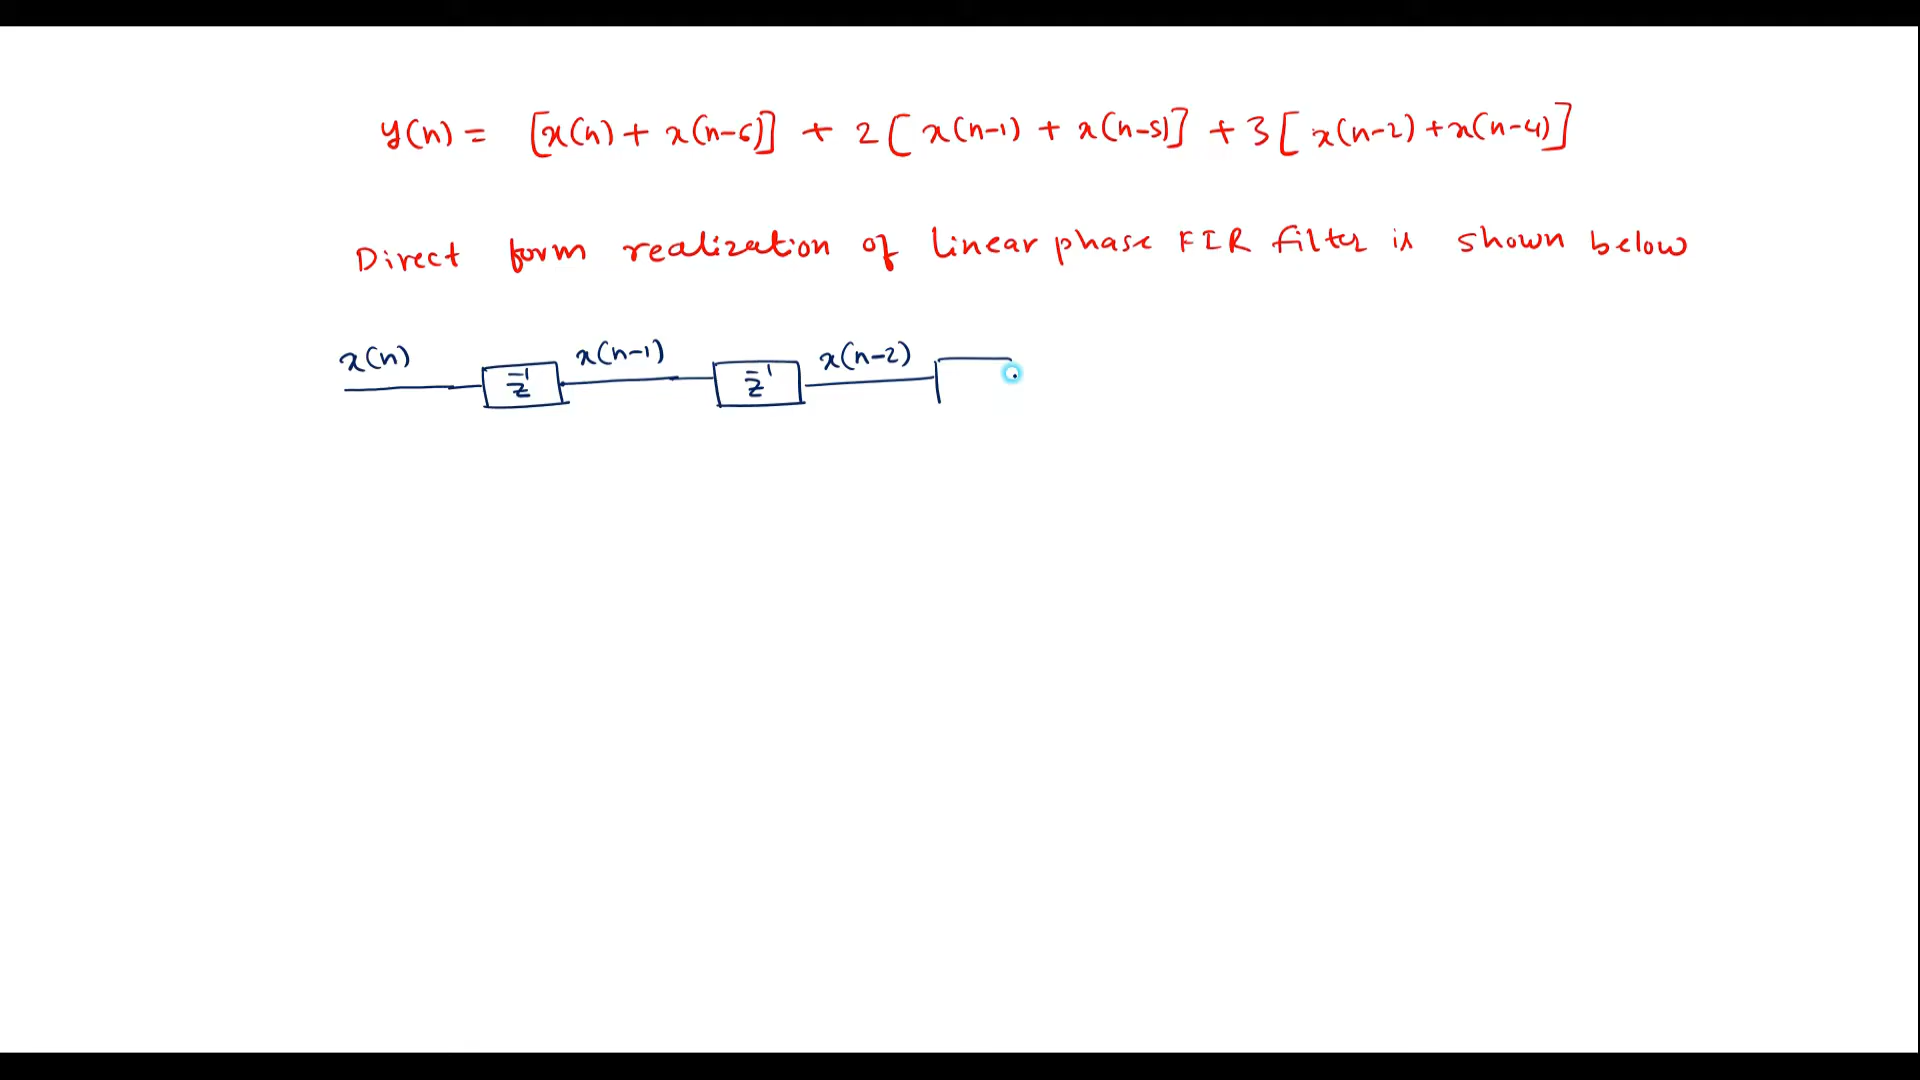 y(n) = [x(n) + x(n-6)] + 2[x(n-1) + x(n-5)] + 3[x(n-2) + x(n-4)]
Direct form realization of linear phase FIR filter is shown below
x(n) x(n-1) x(n-2)
z⁻¹ z⁻¹